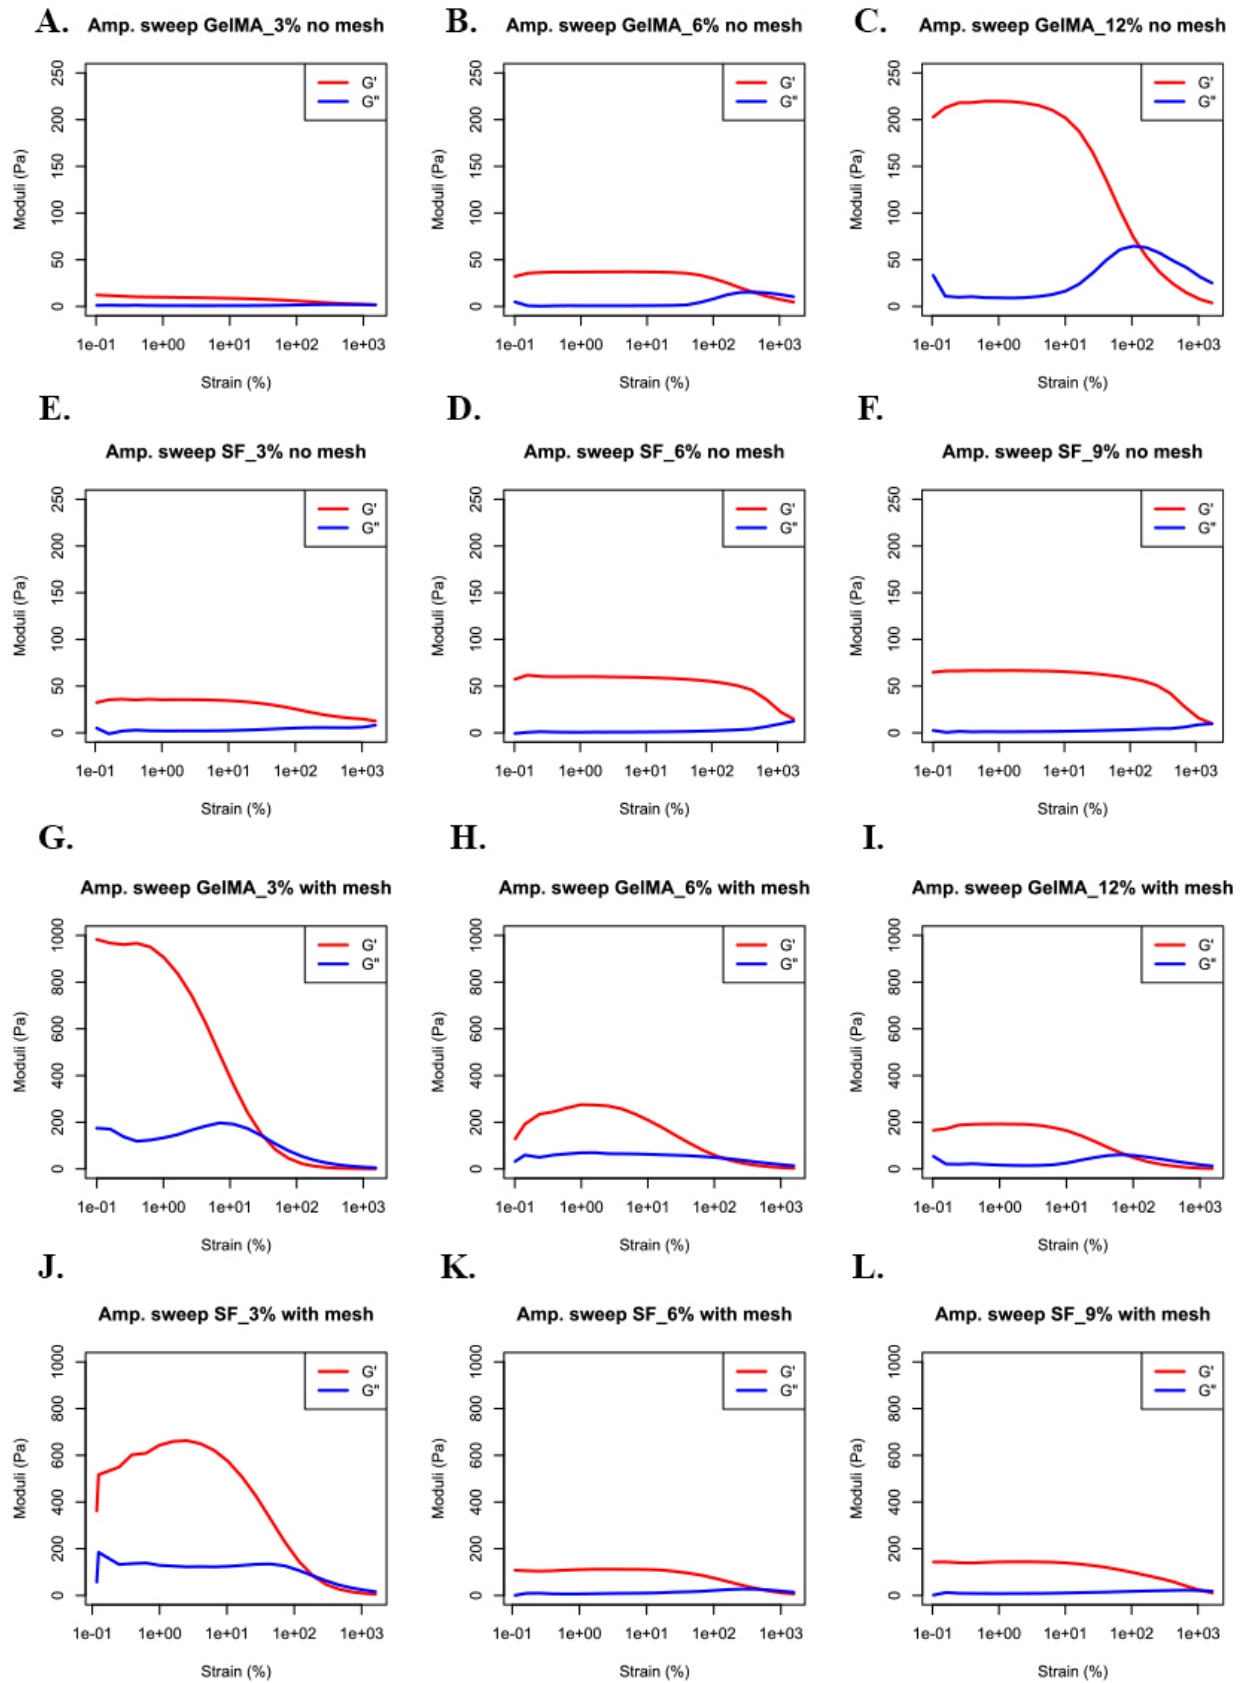 A. Amp. sweep GelMA_3% no mesh
B. Amp. sweep GelMA_6% no mesh
C. Amp. sweep GelMA_12% no mesh
Moduli (Pa)
0 50 100 150 200 250
G'
G"
1e-01 1e+00 1e+01 1e+02 1e+03
Strain (%)
Moduli (Pa)
0 50 100 150 200 250
G'
G"
1e-01 1e+00 1e+01 1e+02 1e+03
Strain (%)
Moduli (Pa)
0 50 100 150 200 250
G'
G"
1e-01 1e+00 1e+01 1e+02 1e+03
Strain (%)
E.
Amp. sweep SF_3% no mesh
D.
Amp. sweep SF_6% no mesh
F.
Amp. sweep SF_9% no mesh
Moduli (Pa)
0 50 100 150 200 250
G'
G"
1e-01 1e+00 1e+01 1e+02 1e+03
Strain (%)
Moduli (Pa)
0 50 100 150 200 250
G'
G"
1e-01 1e+00 1e+01 1e+02 1e+03
Strain (%)
Moduli (Pa)
0 50 100 150 200 250
G'
G"
1e-01 1e+00 1e+01 1e+02 1e+03
Strain (%)
G.
Amp. sweep GelMA_3% with mesh
H.
Amp. sweep GelMA_6% with mesh
I.
Amp. sweep GelMA_12% with mesh
Moduli (Pa)
0 200 400 600 800 1000
G'
G"
1e-01 1e+00 1e+01 1e+02 1e+03
Strain (%)
Moduli (Pa)
0 200 400 600 800 1000
G'
G"
1e-01 1e+00 1e+01 1e+02 1e+03
Strain (%)
Moduli (Pa)
0 200 400 600 800 1000
G'
G"
1e-01 1e+00 1e+01 1e+02 1e+03
Strain (%)
J.
Amp. sweep SF_3% with mesh
K.
Amp. sweep SF_6% with mesh
L.
Amp. sweep SF_9% with mesh
Moduli (Pa)
0 200 400 600 800 1000
G'
G"
1e-01 1e+00 1e+01 1e+02 1e+03
Strain (%)
Moduli (Pa)
0 200 400 600 800 1000
G'
G"
1e-01 1e+00 1e+01 1e+02 1e+03
Strain (%)
Moduli (Pa)
0 200 400 600 800 1000
G'
G"
1e-01 1e+00 1e+01 1e+02 1e+03
Strain (%)